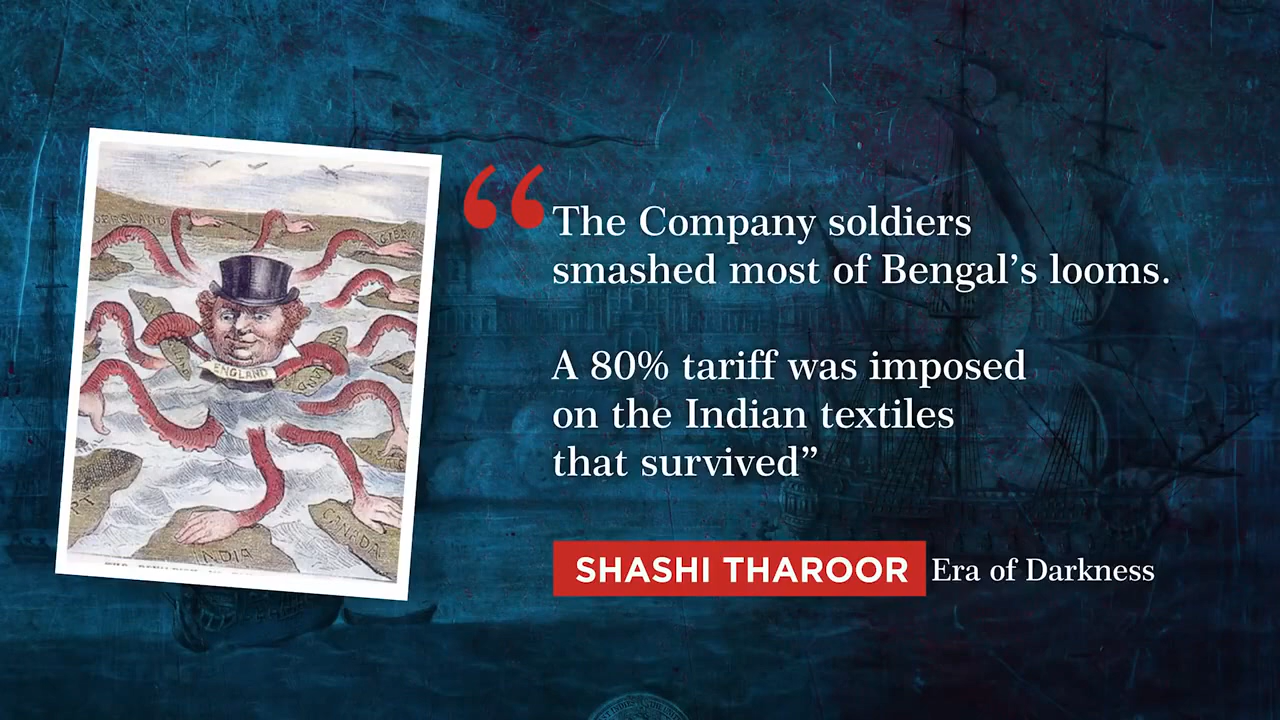 “The Company soldiers
smashed most of Bengal’s looms.
A 80% tariff was imposed
on the Indian textiles
that survived”
SHASHI THAROOR Era of Darkness
ENGLAND
INDIA
CANADA